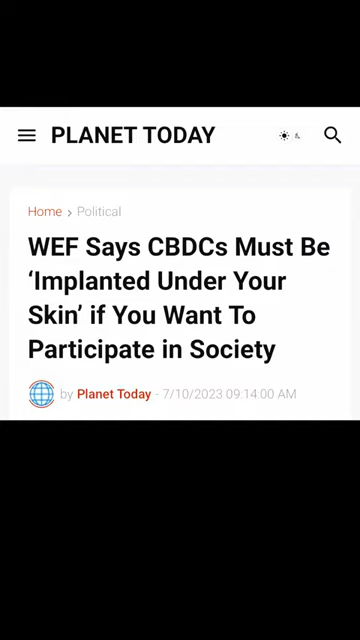 PLANET TODAY
Home > Political
WEF Says CBDCs Must Be
‘Implanted Under Your
Skin’ if You Want To
Participate in Society
by Planet Today - 7/10/2023 09:14:00 AM